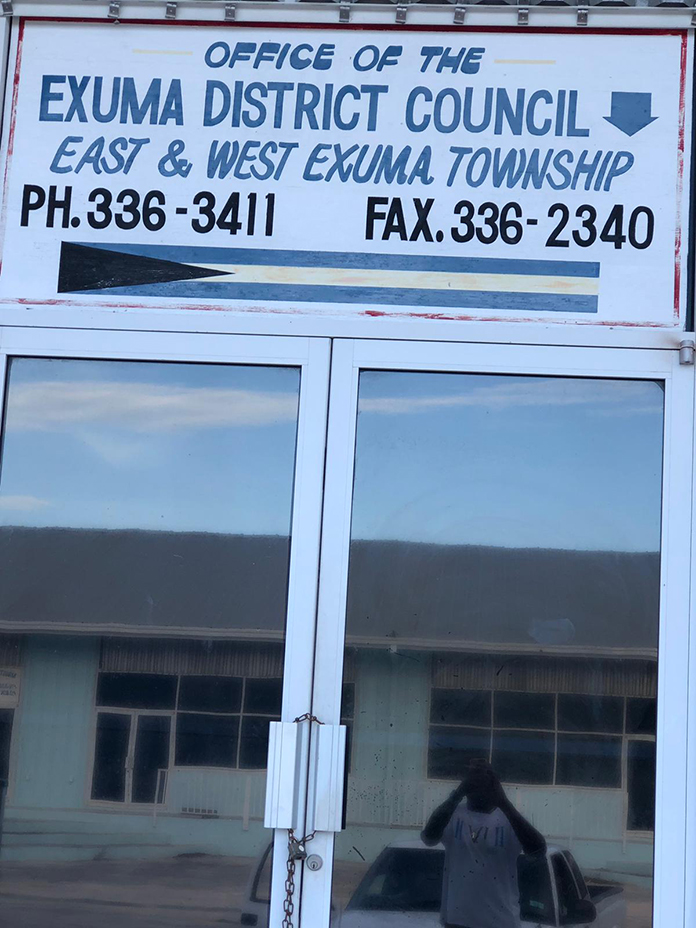 OFFICE OF THE
EXUMA DISTRICT COUNCIL
EAST & WEST EXUMA TOWNSHIP
PH. 336-3411 FAX. 336-2340